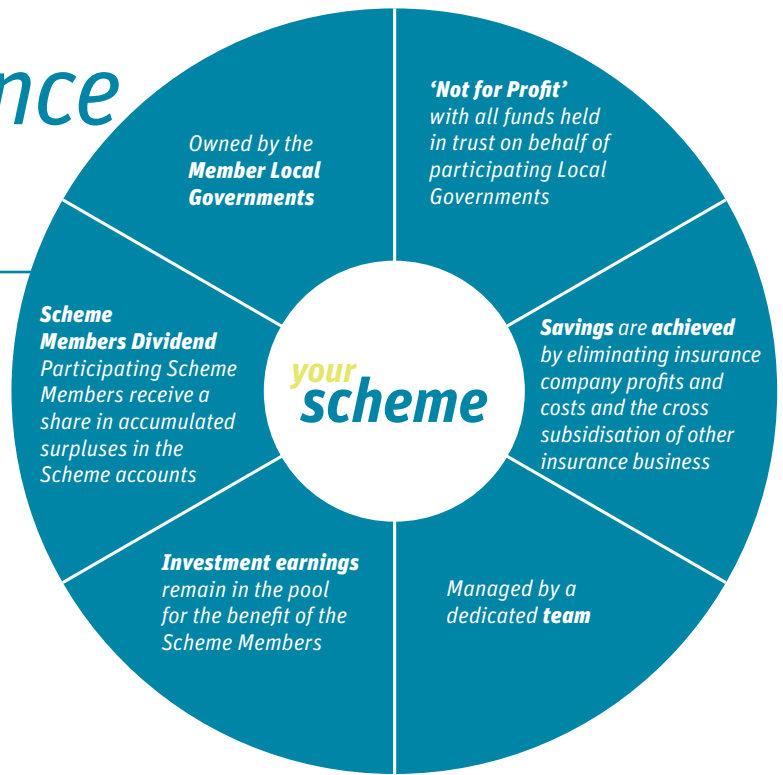 ‘Not for Profit’
with all funds held
in trust on behalf of
participating Local
Governments
Savings are achieved
by eliminating insurance
company profits and
costs and the cross
subsidisation of other
insurance business
Managed by a
dedicated team
Investment earnings
remain in the pool
for the benefit of the
Scheme Members
Scheme
Members Dividend
Participating Scheme
Members receive a
share in accumulated
surpluses in the
Scheme accounts
Owned by the
Member Local
Governments
your
scheme